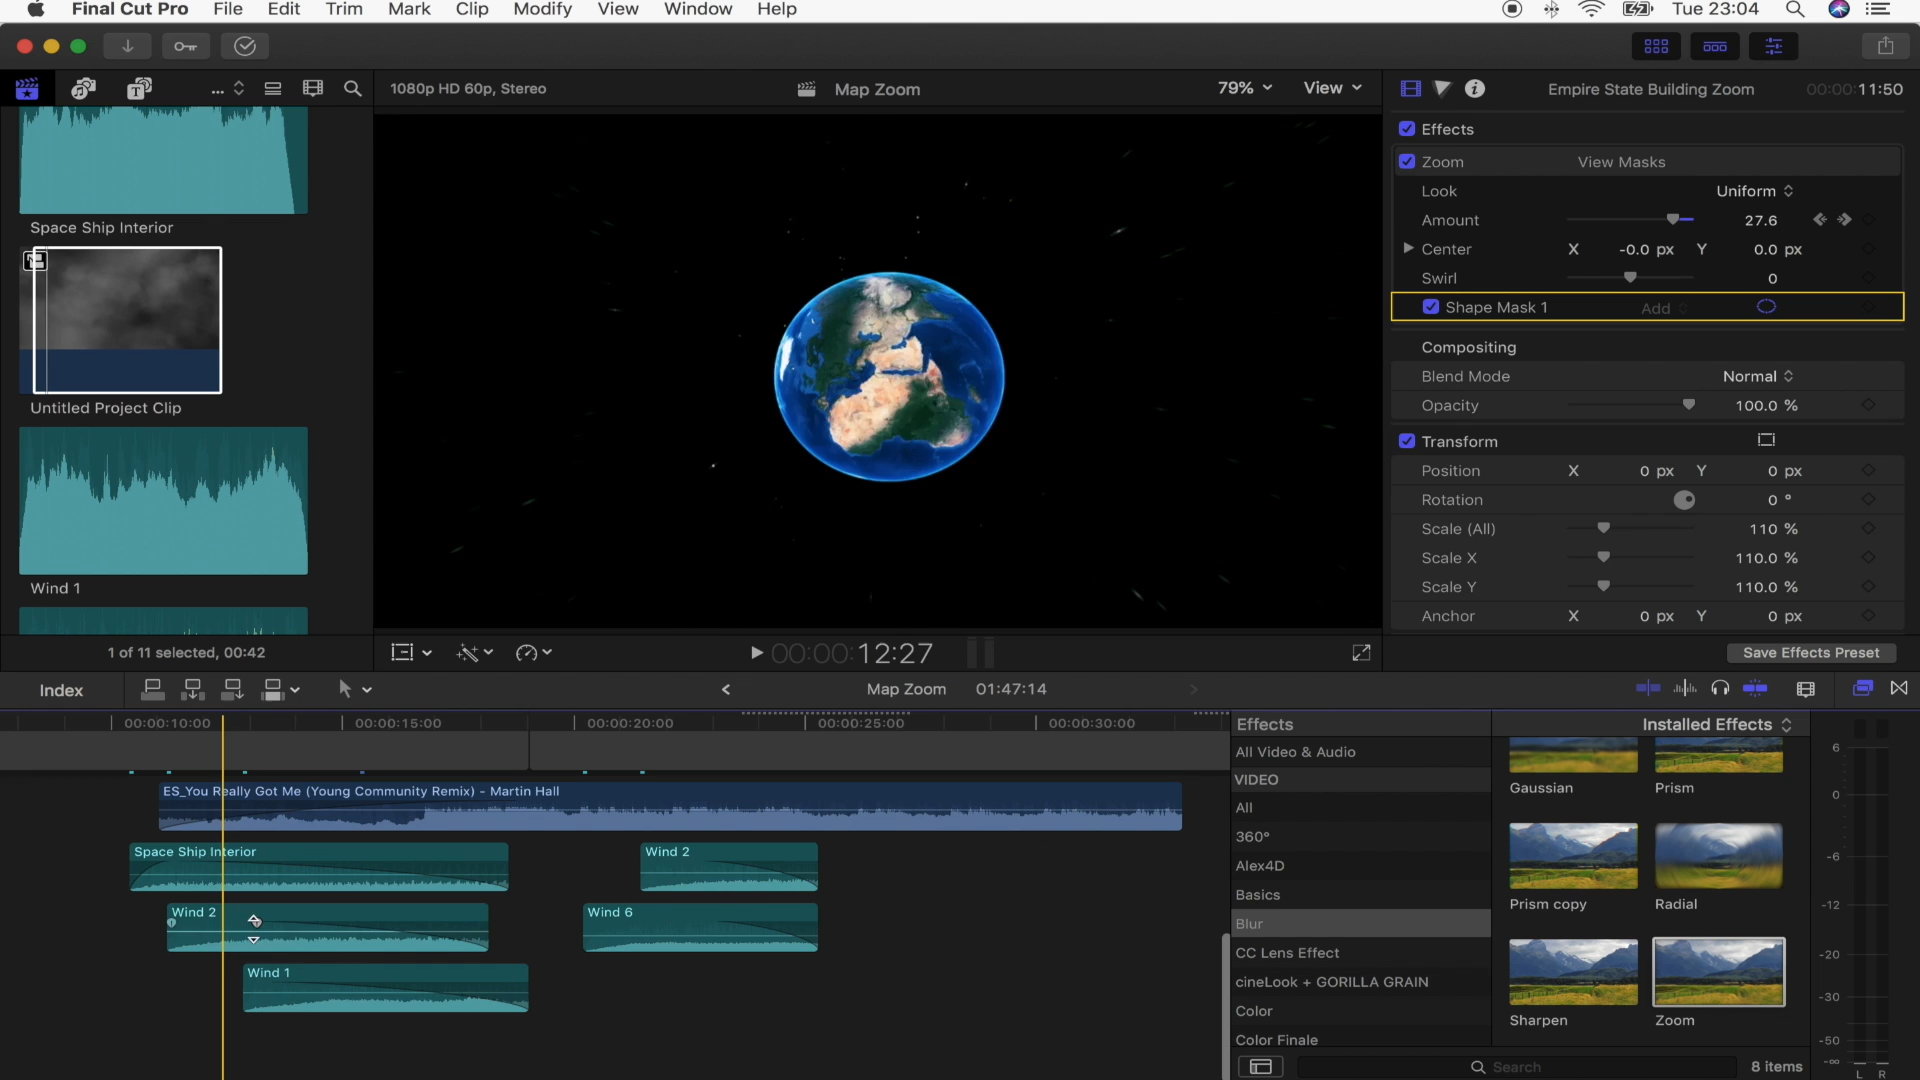 Final Cut Pro File Edit Trim Mark Clip Modify View Window Help Tue 23:04
... 1080p HD 60p, Stereo Map Zoom 79% View Empire State Building Zoom 00:00:11:50
Effects
Zoom View Masks
Look Uniform
Amount 27.6
Center X -0.0 px Y 0.0 px
Swirl 0
Shape Mask 1 Add
Compositing
Blend Mode Normal
Opacity 100.0 %
Transform
Position X 0 px Y 0 px
Rotation 0 °
Scale (All) 110 %
Scale X 110.0 %
Scale Y 110.0 %
Anchor X 0 px Y 0 px
Save Effects Preset
Space Ship Interior
Untitled Project Clip
Wind 1
1 of 11 selected, 00:42
00:00:12:27
Index Map Zoom 01:47:14
00:00:10:00 00:00:15:00 00:00:20:00 00:00:25:00 00:00:30:00
ES_You Really Got Me (Young Community Remix) - Martin Hall
Space Ship Interior Wind 2
Wind 2 Wind 6
Wind 1
Effects Installed Effects
All Video & Audio
VIDEO
All
360°
Alex4D
Basics
Blur
CC Lens Effect
cineLook + GORILLA GRAIN
Color
Color Finale
Gaussian Prism
Prism copy Radial
Sharpen Zoom
Search 8 items
6
0
-6
-12
-20
-30
-50
-∞
L R